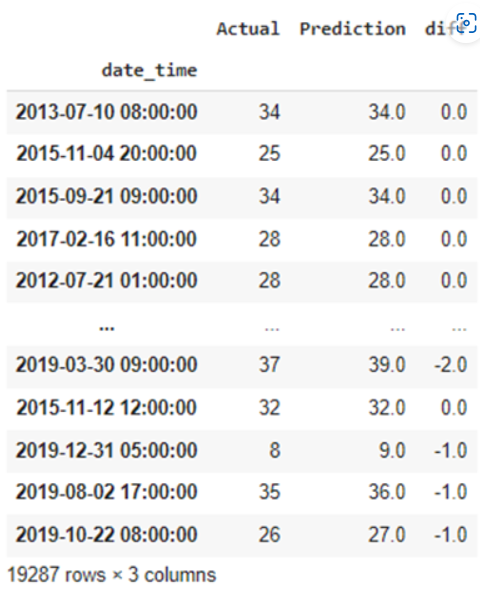 Actual Prediction diff
date_time
2013-07-10 08:00:00 34 34.0 0.0
2015-11-04 20:00:00 25 25.0 0.0
2015-09-21 09:00:00 34 34.0 0.0
2017-02-16 11:00:00 28 28.0 0.0
2012-07-21 01:00:00 28 28.0 0.0
... ... ... ...
2019-03-30 09:00:00 37 39.0 -2.0
2015-11-12 12:00:00 32 32.0 0.0
2019-12-31 05:00:00 8 9.0 -1.0
2019-08-02 17:00:00 35 36.0 -1.0
2019-10-22 08:00:00 26 27.0 -1.0
19287 rows × 3 columns